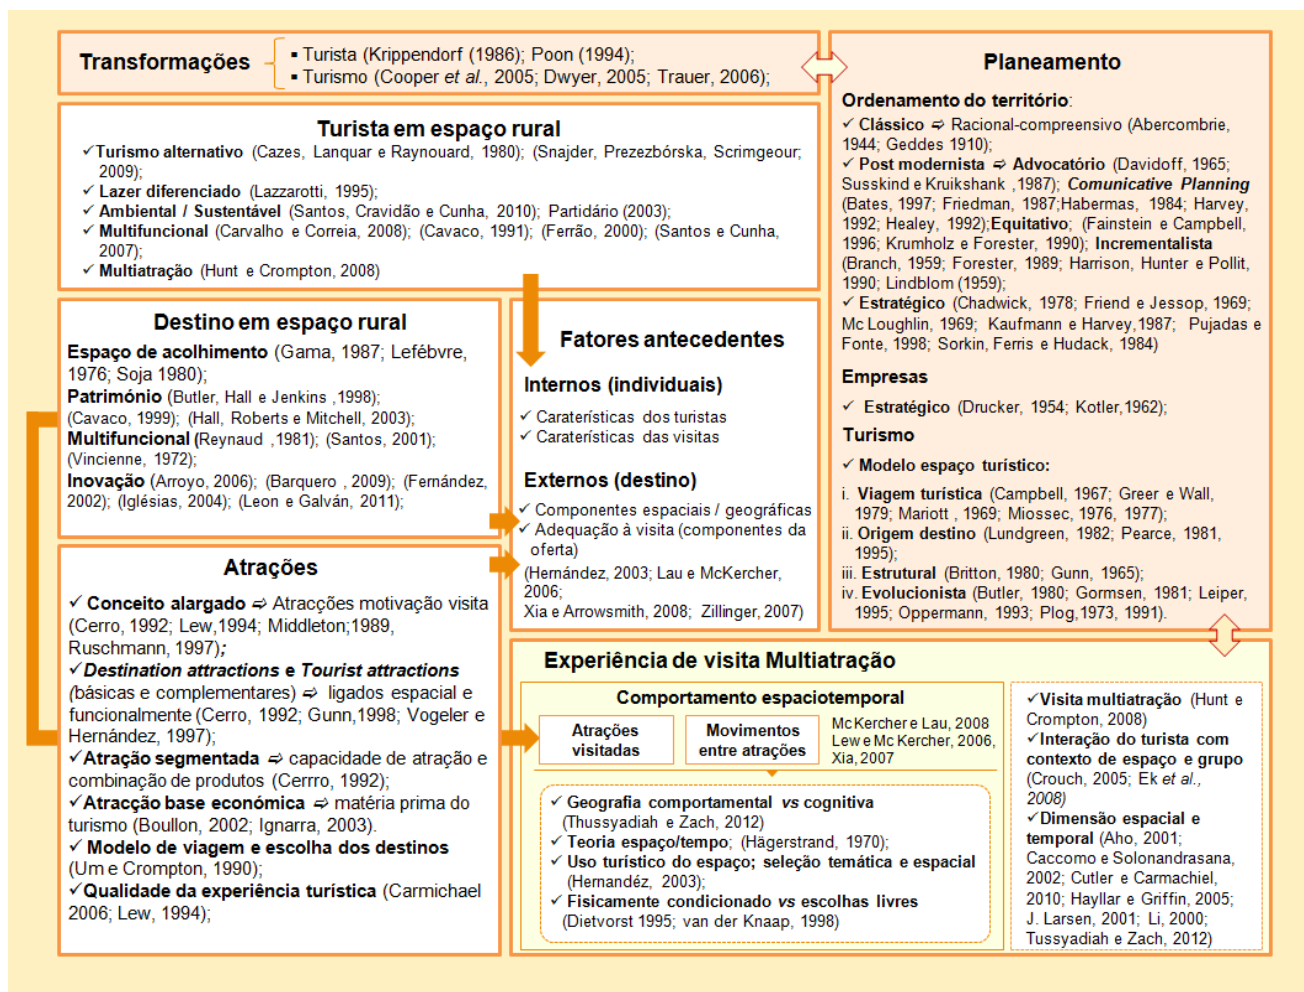 Transformações
▪ Turista (Krippendorf (1986); Poon (1994);
▪ Turismo (Cooper et al., 2005; Dwyer, 2005; Trauer, 2006);
Turista em espaço rural
✓Turismo alternativo (Cazes, Lanquar e Raynouard, 1980); (Snajder, Prezezbórska, Scrimgeour;
2009);
✓ Lazer diferenciado (Lazzarotti, 1995);
✓ Ambiental / Sustentável (Santos, Cravidão e Cunha, 2010); Partidário (2003);
✓ Multifuncional (Carvalho e Correia, 2008); (Cavaco, 1991); (Ferrão, 2000); (Santos e Cunha,
2007);
✓ Multiatração (Hunt e Crompton, 2008)
Destino em espaço rural
Espaço de acolhimento (Gama, 1987; Lefébvre,
1976; Soja 1980);
Património (Butler, Hall e Jenkins ,1998);
(Cavaco, 1999); (Hall, Roberts e Mitchell, 2003);
Multifuncional (Reynaud ,1981); (Santos, 2001);
(Vincienne, 1972);
Inovação (Arroyo, 2006); (Barquero , 2009); (Fernández,
2002); (Iglésias, 2004); (Leon e Galván, 2011);
Atrações
✓ Conceito alargado ➪ Atracções motivação visita
(Cerro, 1992; Lew,1994; Middleton;1989,
Ruschmann, 1997);
✓Destination attractions e Tourist attractions
(básicas e complementares) ➪ ligados espacial e
funcionalmente (Cerro, 1992; Gunn,1998; Vogeler e
Hernández, 1997);
✓Atração segmentada ➪ capacidade de atração e
combinação de produtos (Cerrro, 1992);
✓Atracção base económica ➪ matéria prima do
turismo (Boullon, 2002; Ignarra, 2003).
✓ Modelo de viagem e escolha dos destinos
(Um e Crompton, 1990);
✓Qualidade da experiência turística (Carmichael
2006; Lew, 1994);
Fatores antecedentes
Internos (individuais)
✓ Caraterísticas dos turistas
✓ Caraterísticas das visitas
Externos (destino)
✓ Componentes espaciais / geográficas
✓ Adequação à visita (componentes da
oferta)
(Hernández, 2003; Lau e McKercher,
2006;
Xia e Arrowsmith, 2008; Zillinger, 2007)
Planeamento
Ordenamento do território:
✓ Clássico ➪ Racional-compreensivo (Abercombrie,
1944; Geddes 1910);
✓ Post modernista ➪ Advocatório (Davidoff, 1965;
Susskind e Kruikshank ,1987); Comunicative Planning
(Bates, 1997; Friedman, 1987;Habermas, 1984; Harvey,
1992; Healey, 1992);Equitativo; (Fainstein e Campbell,
1996; Krumholz e Forester, 1990); Incrementalista
(Branch, 1959; Forester, 1989; Harrison, Hunter e Pollit,
1990; Lindblom (1959);
✓ Estratégico (Chadwick, 1978; Friend e Jessop, 1969;
Mc Loughlin, 1969; Kaufmann e Harvey,1987; Pujadas e
Fonte, 1998; Sorkin, Ferris e Hudack, 1984)
Empresas
✓ Estratégico (Drucker, 1954; Kotler,1962);
Turismo
✓ Modelo espaço turístico:
i. Viagem turística (Campbell, 1967; Greer e Wall,
1979; Mariott , 1969; Miossec, 1976, 1977);
ii. Origem destino (Lundgreen, 1982; Pearce, 1981,
1995);
iii. Estrutural (Britton, 1980; Gunn, 1965);
iv. Evolucionista (Butler, 1980; Gormsen, 1981; Leiper,
1995; Oppermann, 1993; Plog,1973, 1991).
Experiência de visita Multiatração
Comportamento espaciotemporal
Atrações
visitadas
Movimentos
entre atrações
Mc Kercher e Lau, 2008
Lew e Mc Kercher, 2006,
Xia, 2007
✓ Geografia comportamental vs cognitiva
(Thussyadiah e Zach, 2012)
✓ Teoria espaço/tempo; (Hägerstrand, 1970);
✓ Uso turístico do espaço; seleção temática e espacial
(Hernandéz, 2003);
✓ Fisicamente condicionado vs escolhas livres
(Dietvorst 1995; van der Knaap, 1998)
✓Visita multiatração (Hunt e
Crompton, 2008)
✓Interação do turista com
contexto de espaço e grupo
(Crouch, 2005; Ek et al.,
2008)
✓Dimensão espacial e
temporal (Aho, 2001;
Caccomo e Solonandrasana,
2002; Cutler e Carmachiel,
2010; Hayllar e Griffin, 2005;
J. Larsen, 2001; Li, 2000;
Tussyadiah e Zach, 2012)